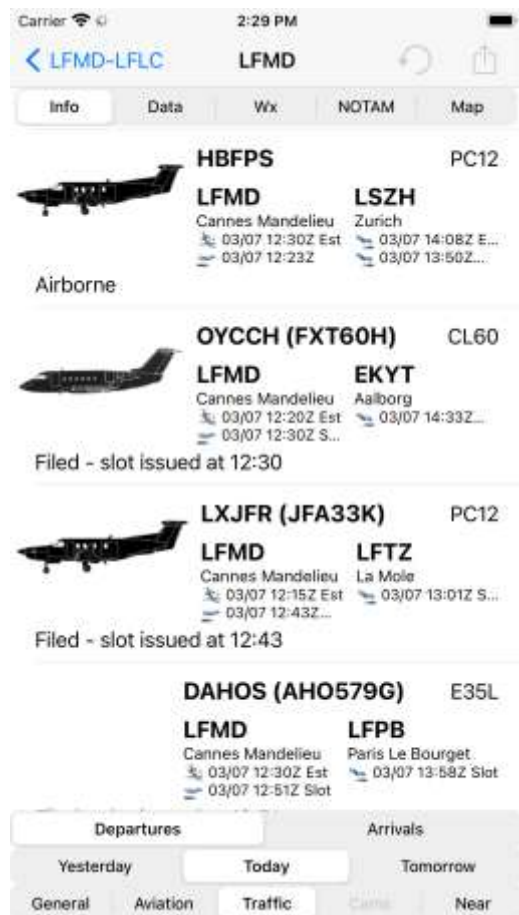 Carrier 2:29 PM
LFMD-LFLC LFMD
Info Data Wx NOTAM Map
HBFPS PC12
LFMD LSZH
Cannes Mandelieu Zurich
03/07 12:30Z Est 03/07 14:08Z E...
03/07 12:23Z 03/07 13:50Z...
Airborne
OYCCH (FXT60H) CL60
LFMD EKYT
Cannes Mandelieu Aalborg
03/07 12:20Z Est 03/07 14:33Z...
03/07 12:30Z S...
Filed - slot issued at 12:30
LXJFR (JFA33K) PC12
LFMD LFTZ
Cannes Mandelieu La Mole
03/07 12:15Z Est 03/07 13:01Z S...
03/07 12:43Z...
Filed - slot issued at 12:43
DAHOS (AHO579G) E35L
LFMD LFPB
Cannes Mandelieu Paris Le Bourget
03/07 12:30Z Est 03/07 13:58Z Slot
03/07 12:51Z Slot
Departures Arrivals
Yesterday Today Tomorrow
General Aviation Traffic Cams Near